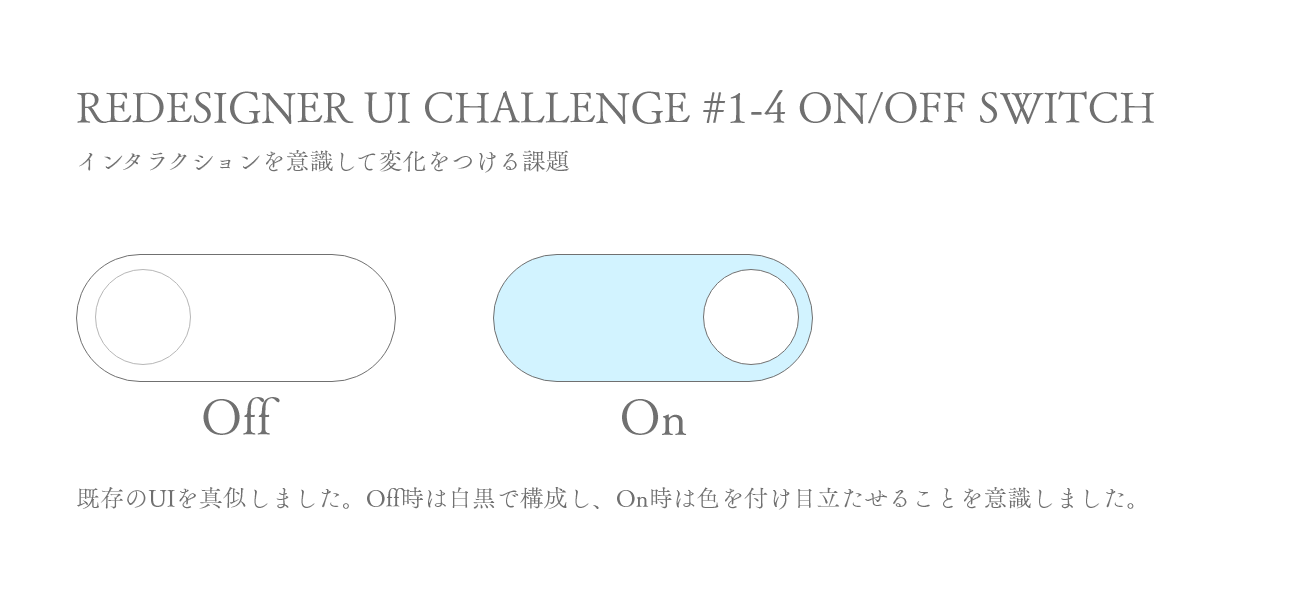 REDESIGNER UI CHALLENGE #1-4 ON/OFF SWITCH
インタラクションを意識して変化をつける課題
Off
On
既存のUIを真似しました。Off時は白黒で構成し、On時は色を付け目立たせることを意識しました。